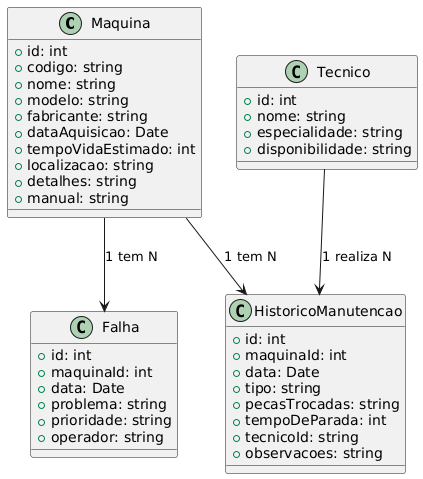 C Maquina
id: int
codigo: string
nome: string
modelo: string
fabricante: string
dataAquisicao: Date
tempoVidaEstimado: int
localizacao: string
detalhes: string
manual: string
C Tecnico
id: int
nome: string
especialidade: string
disponibilidade: string
1 tem N
1 tem N
1 realiza N
C Falha
id: int
maquinaId: int
data: Date
problema: string
prioridade: string
operador: string
C HistoricoManutencao
id: int
maquinaId: int
data: Date
tipo: string
pecasTrocadas: string
tempoDeParada: int
tecnicoId: string
observacoes: string